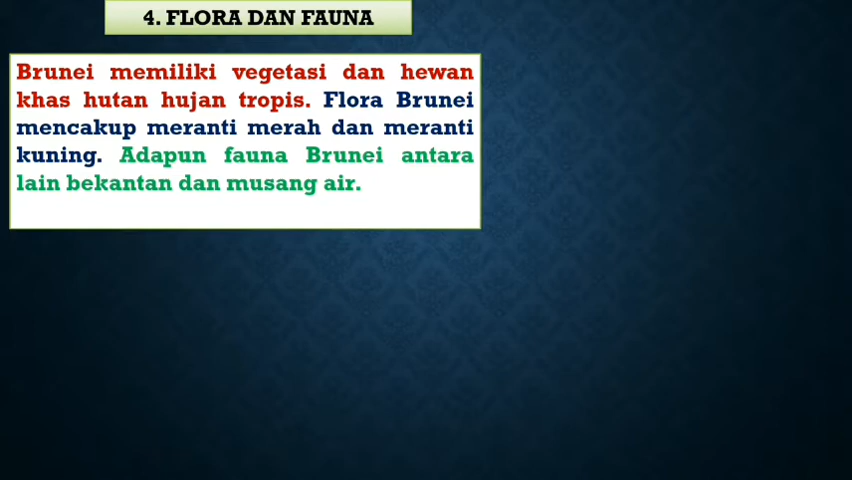 4. FLORA DAN FAUNA
Brunei memiliki vegetasi dan hewan
khas hutan hujan tropis. Flora Brunei
mencakup meranti merah dan meranti
kuning. Adapun fauna Brunei antara
lain bekantan dan musang air.